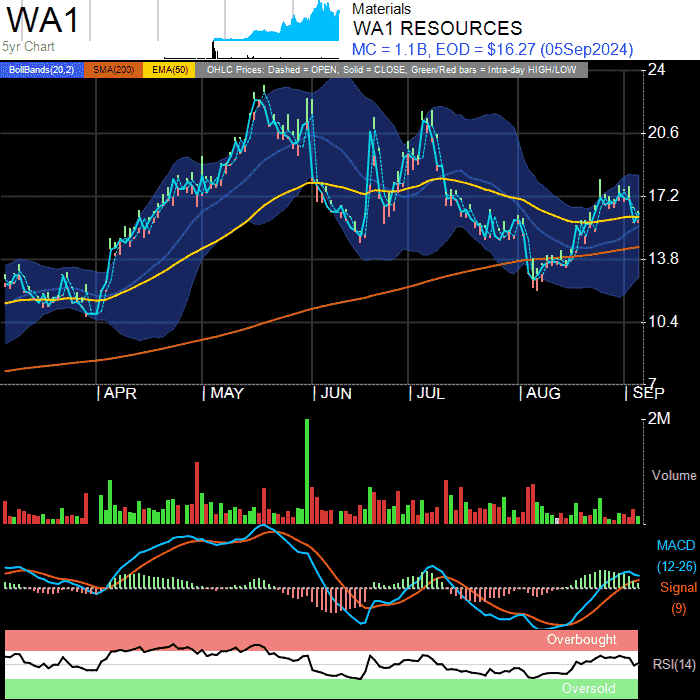 WA1
5yr Chart
Materials
WA1 RESOURCES
MC = 1.1B, EOD = $16.27 (05Sep2024)
BollBands(20,2) SMA(200) EMA(50) OHLC Prices: Dashed = OPEN, Solid = CLOSE, Green/Red bars = Intra-day HIGH/LOW
24
20.6
17.2
13.8
10.4
7
APR MAY JUN JUL AUG SEP
2M
Volume
MACD
(12-26)
Signal
(9)
Overbought
RSI(14)
Oversold